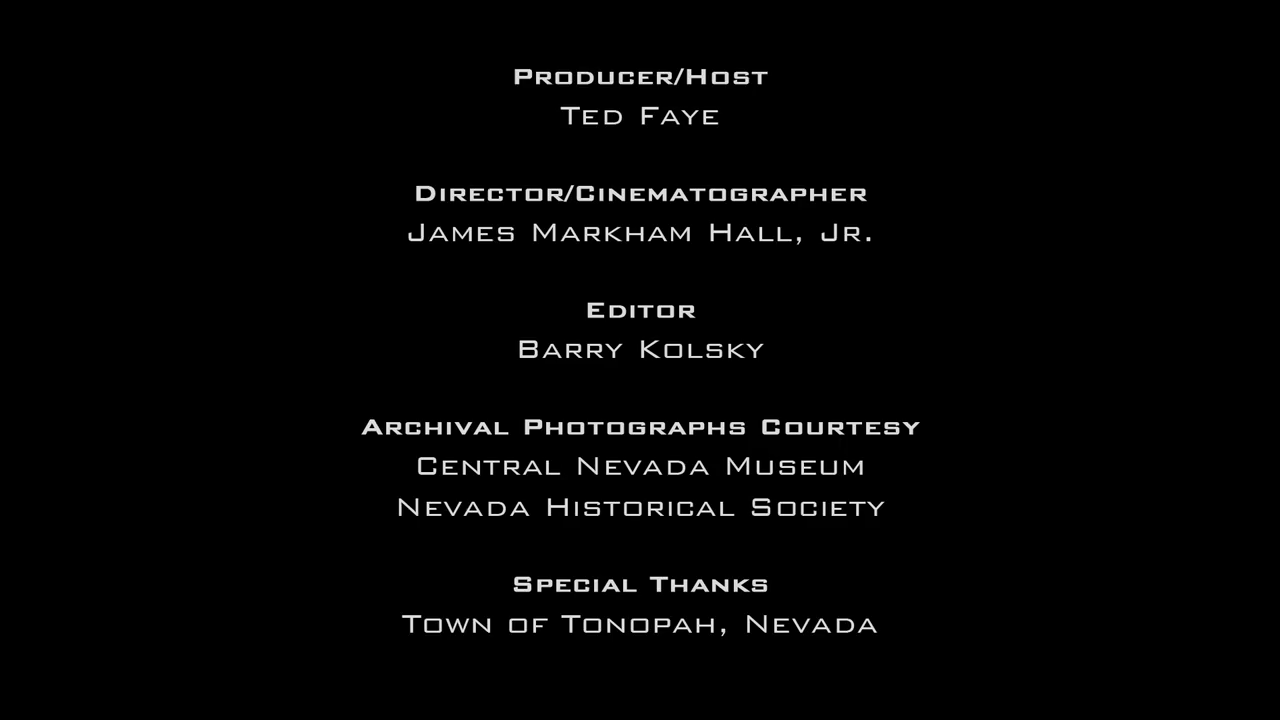 Producer/Host
Ted Faye
Director/Cinematographer
James Markham Hall, Jr.
Editor
Barry Kolsky
Archival Photographs Courtesy
Central Nevada Museum
Nevada Historical Society
Special Thanks
Town of Tonopah, Nevada